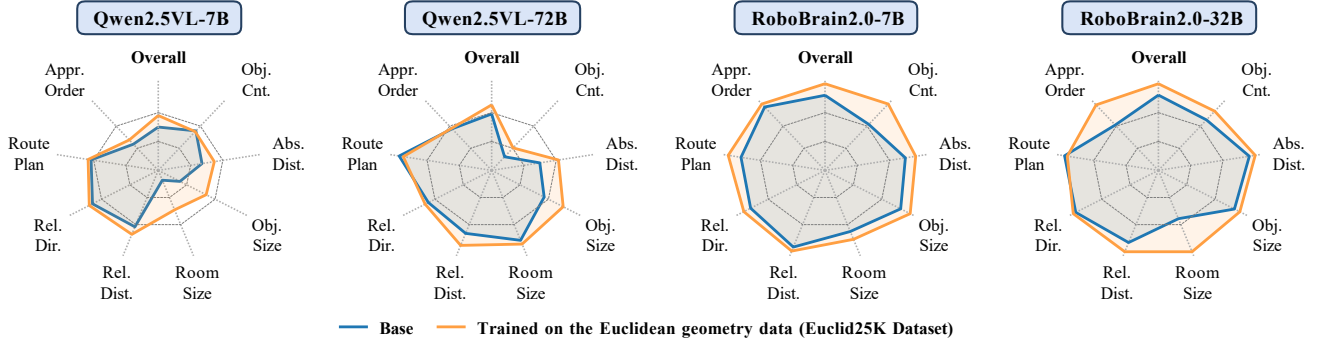 Qwen2.5VL-7B
Overall
Obj.
Cnt.
Abs.
Dist.
Obj.
Size
Room
Size
Rel.
Dist.
Rel.
Dir.
Route
Plan
Appr.
Order
Qwen2.5VL-72B
Overall
Obj.
Cnt.
Abs.
Dist.
Obj.
Size
Room
Size
Rel.
Dist.
Rel.
Dir.
Route
Plan
Appr.
Order
RoboBrain2.0-7B
Overall
Obj.
Cnt.
Abs.
Dist.
Obj.
Size
Room
Size
Rel.
Dist.
Rel.
Dir.
Route
Plan
Appr.
Order
RoboBrain2.0-32B
Overall
Obj.
Cnt.
Abs.
Dist.
Obj.
Size
Room
Size
Rel.
Dist.
Rel.
Dir.
Route
Plan
Appr.
Order
Base
Trained on the Euclidean geometry data (Euclid25K Dataset)